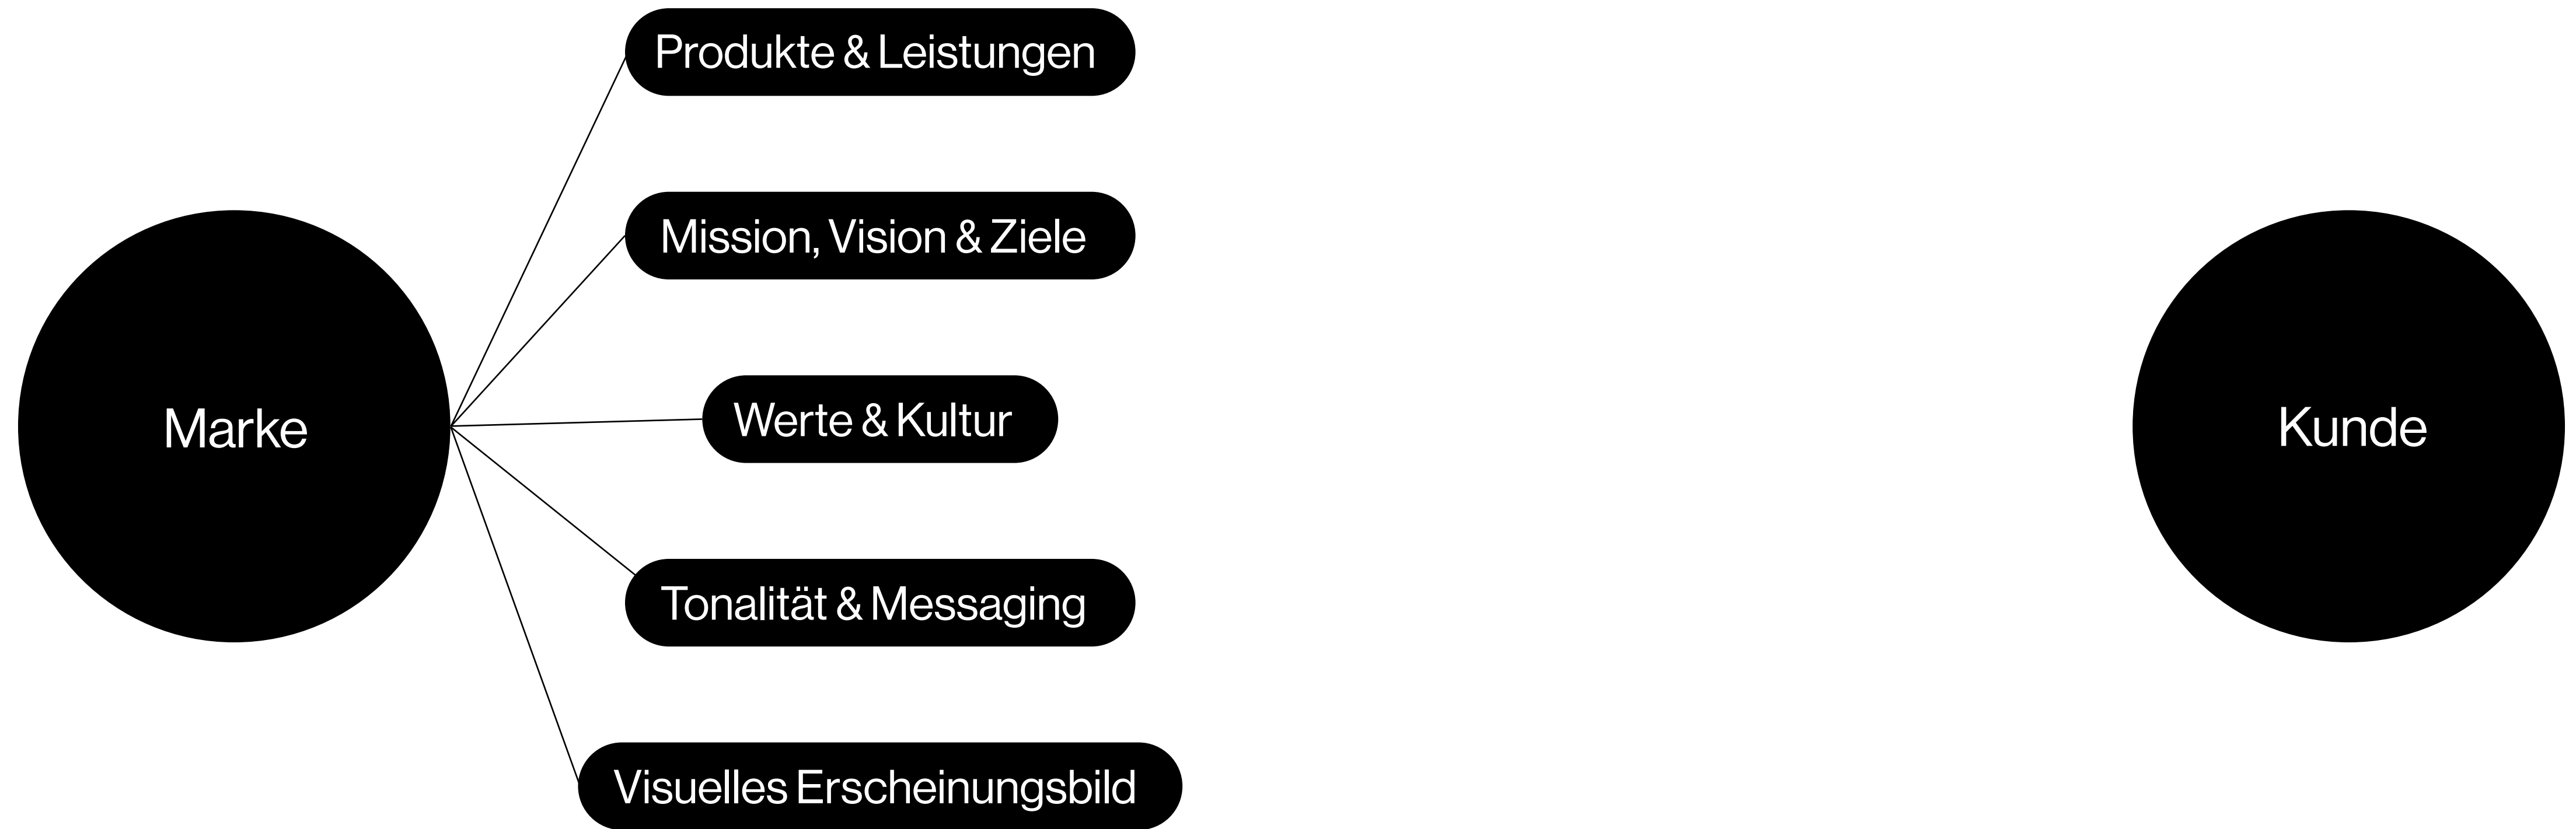 Produkte & Leistungen
Mission, Vision & Ziele
Marke
Werte & Kultur
Kunde
Tonalität & Messaging
Visuelles Erscheinungsbild